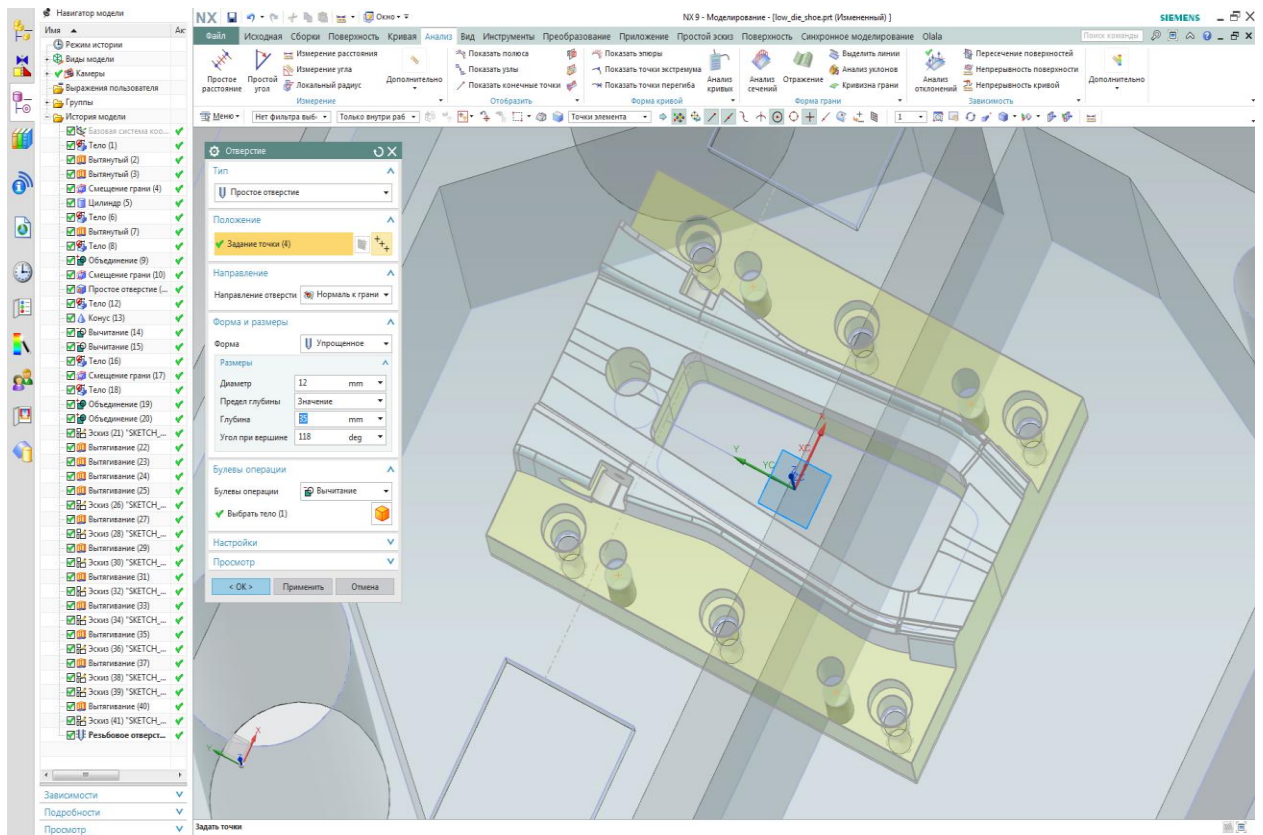 Навигатор модели
Имя
Ак
Режим истории
Виды модели
Камеры
Выражения пользователя
Группы
История модели
Базовая система коо...
Тело (1)
Вытянутый (2)
Вытянутый (3)
Смещение грани (4)
Цилиндр (5)
Тело (6)
Вытянутый (7)
Тело (8)
Объединение (9)
Смещение грани (10)
Простое отверстие (...
Тело (12)
Конус (13)
Вычитание (14)
Вычитание (15)
Тело (16)
Смещение грани (17)
Тело (18)
Объединение (19)
Объединение (20)
Эскиз (21) "SKETCH_...
Вытягивание (22)
Вытягивание (23)
Вытягивание (24)
Вытягивание (25)
Эскиз (26) "SKETCH_...
Вытягивание (27)
Эскиз (28) "SKETCH_...
Вытягивание (29)
Эскиз (30) "SKETCH_...
Вытягивание (31)
Эскиз (32) "SKETCH_...
Вытягивание (33)
Эскиз (34) "SKETCH_...
Вытягивание (35)
Эскиз (36) "SKETCH_...
Вытягивание (37)
Эскиз (38) "SKETCH_...
Эскиз (39) "SKETCH_...
Вытягивание (40)
Эскиз (41) "SKETCH_...
Резьбовое отверст...
Зависимости
Подробности
Просмотр
NX
Окно
NX 9 - Моделирование - [low_die_shoe.prt (Измененный) ]
SIEMENS
Файл Исходная Сборки Поверхность Кривая Анализ Вид Инструменты Преобразование Приложение Простой эскиз Поверхность Синхронное моделирование Olala
Поиск команды
Простое расстояние
Простой угол
Измерение расстояния
Измерение угла
Локальный радиус
Дополнительно
Измерение
Показать полюса
Показать узлы
Показать конечные точки
Отобразить
Показать эпюры
Показать точки экстремума
Показать точки перегиба
Анализ кривых
Форма кривой
Анализ сечений
Отражение
Выделить линии
Анализ уклонов
Кривизна грани
Форма грани
Анализ отклонений
Пересечение поверхностей
Непрерывность поверхности
Непрерывность кривой
Зависимость
Дополнительно
Меню
Нет фильтра выб
Только внутри раб
Точки элемента
1
Отверстие
Тип
Простое отверстие
Положение
Задание точки (4)
Направление
Направление отверсти
Нормаль к грани
Форма и размеры
Форма
Упрощенное
Размеры
Диаметр 12 mm
Предел глубины Значение
Глубина 35 mm
Угол при вершине 118 deg
Булевы операции
Булевы операции Вычитание
Выбрать тело (1)
Настройки
Просмотр
< OK > Применить Отмена
X
XC
Y
YC
X
Y
Задать точки